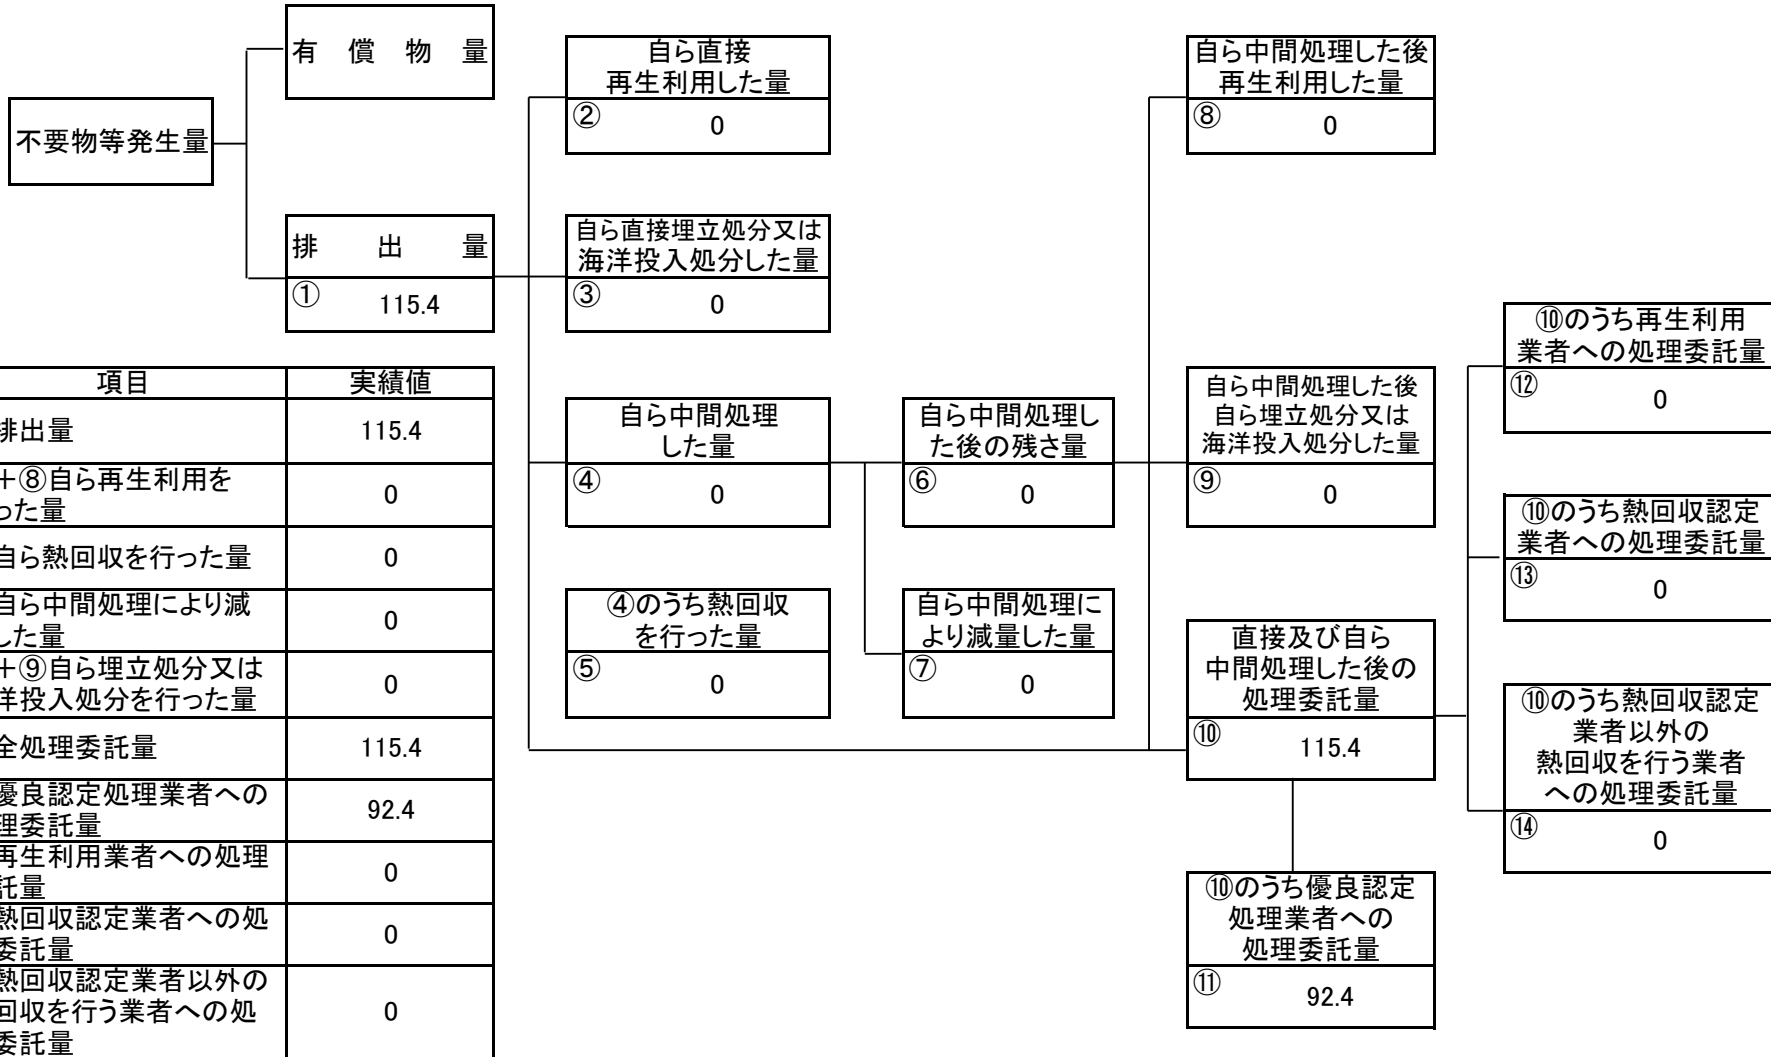 有償物量
不要物等発生量
排出量
① 115.4
自ら直接
再生利用した量
② 0
自ら直接埋立処分又は
海洋投入処分した量
③ 0
自ら中間処理
した量
④ 0
④のうち熱回収
を行った量
⑤ 0
自ら中間処理し
た後の残さ量
⑥ 0
自ら中間処理に
より減量した量
⑦ 0
自ら中間処理した後
再生利用した量
⑧ 0
自ら中間処理した後
自ら埋立処分又は
海洋投入処分した量
⑨ 0
直接及び自ら
中間処理した後の
処理委託量
⑩ 115.4
⑩のうち優良認定
処理業者への
処理委託量
⑪ 92.4
⑩のうち再生利用
業者への処理委託量
⑫ 0
⑩のうち熱回収認定
業者への処理委託量
⑬ 0
⑩のうち熱回収認定
業者以外の
熱回収を行う業者
への処理委託量
⑭ 0
項目 実績値
排出量 115.4
+⑧自ら再生利用を
った量 0
自ら熱回収を行った量 0
自ら中間処理により減
した量 0
+⑨自ら埋立処分又は
洋投入処分を行った量 0
全処理委託量 115.4
優良認定処理業者への
理委託量 92.4
再生利用業者への処理
託量 0
熱回収認定業者への処
委託量 0
熱回収認定業者以外の
回収を行う業者への処
委託量 0